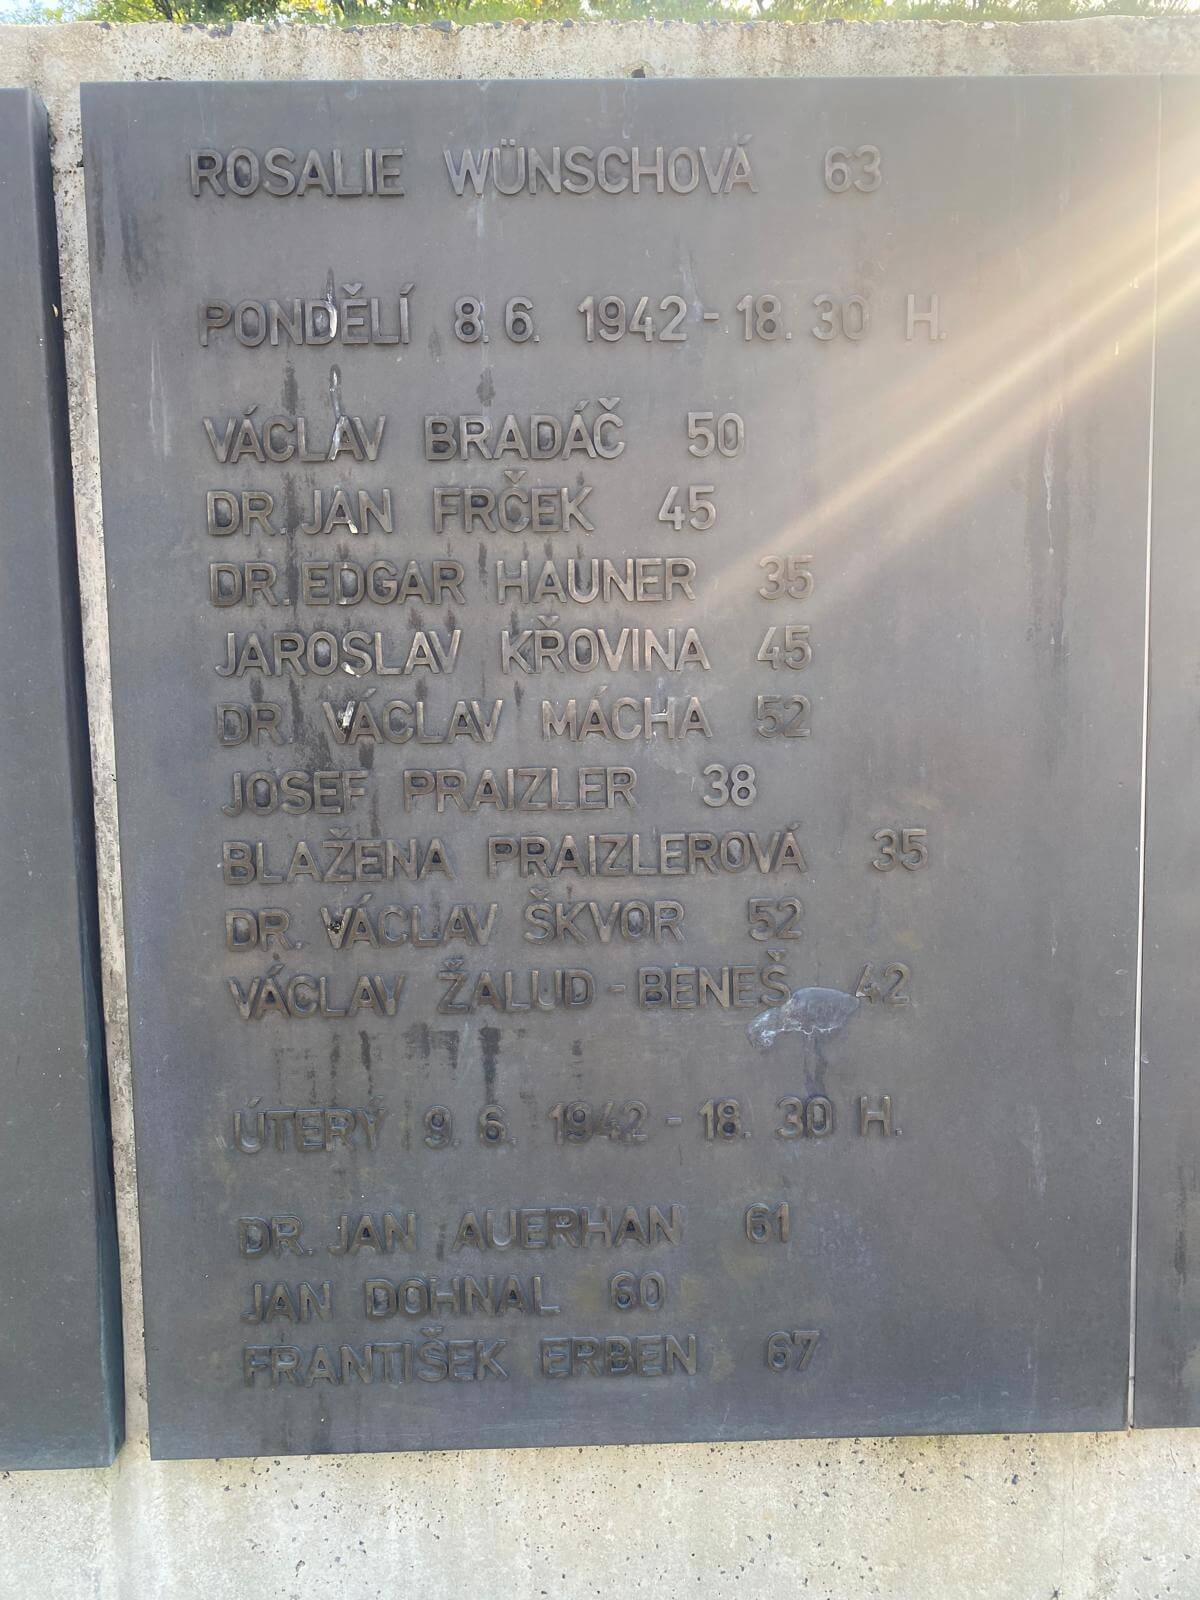 ROSALIE WÜNSCHOVÁ 63
PONDĚLÍ 8. 6. 1942 - 18. 30 H.
VÁCLAV BRADÁČ 50
DR. JAN FRČEK 45
DR. EDGAR HAUNER 35
JAROSLAV KŘOVINA 45
DR. VÁCLAV MÁCHA 52
JOSEF PRAIZLER 38
BLAŽENA PRAIZLEROVÁ 35
DR. VÁCLAV ŠKVOR 52
VÁCLAV ŽALUD - BENEŠ 42
ÚTERÝ 9. 6. 1942 - 18. 30 H.
DR. JAN AUERHAN 61
JAN DOHNAL 60
FRANTIŠEK ERBEN 67